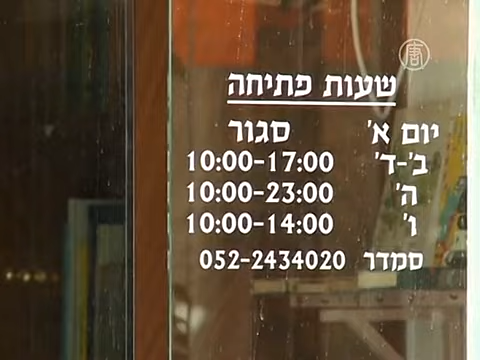 שעות פתיחה
יום א' סגור
ב'-ד' 10:00-17:00
ה' 10:00-23:00
ו' 10:00-14:00
סמדר 052-2434020
唐